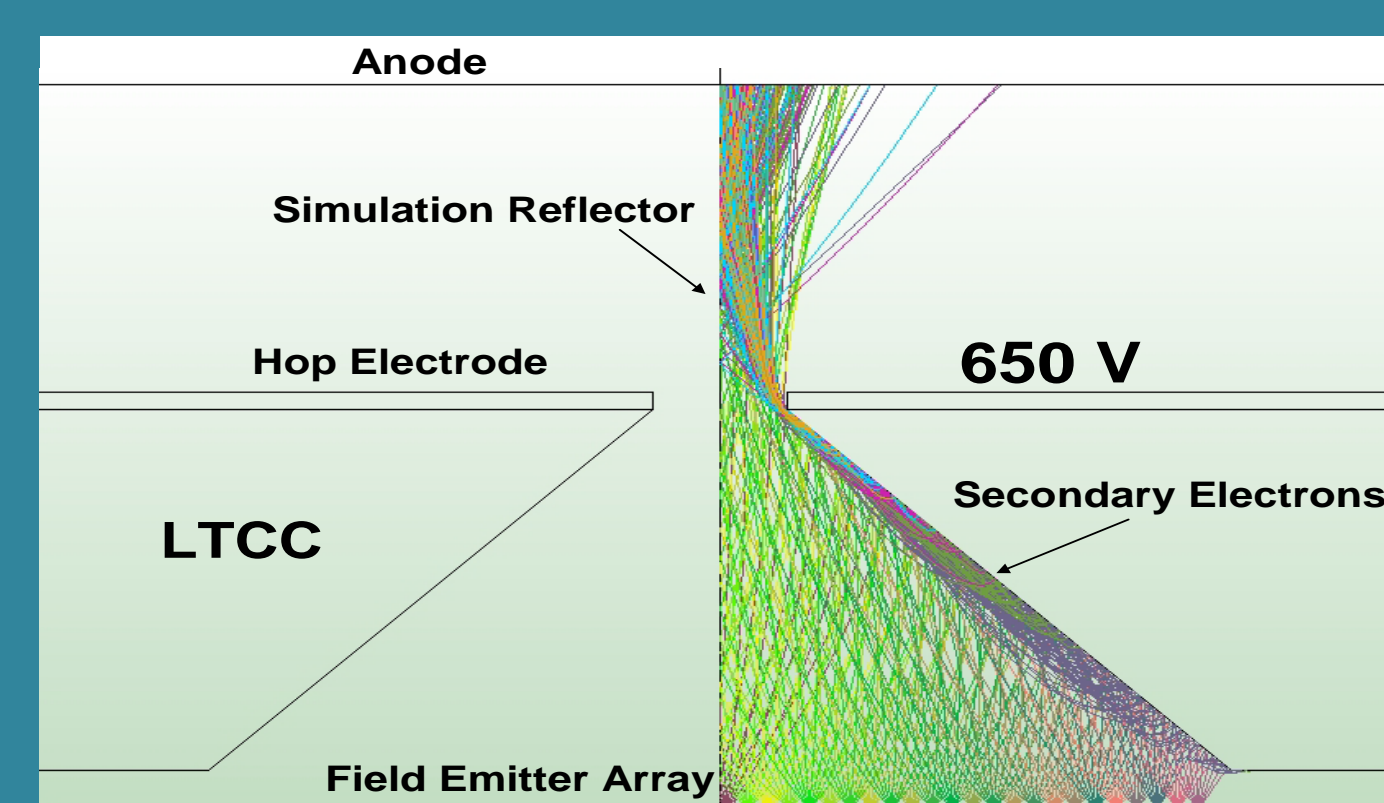 Anode
Simulation Reflector
Hop Electrode
650 V
Secondary Electrons
LTCC
Field Emitter Array